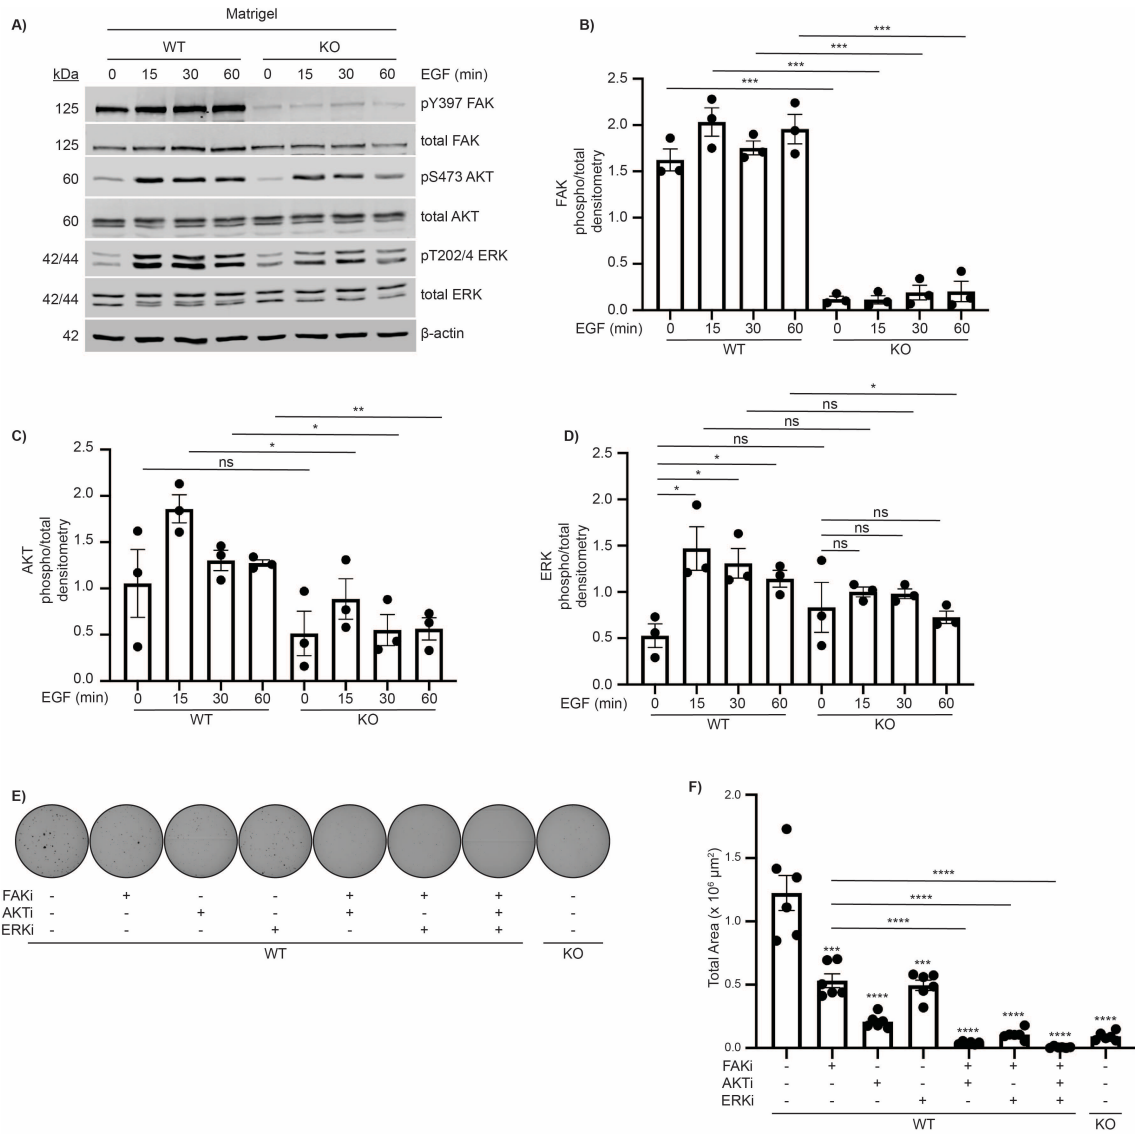 A)
Matrigel
WT KO
kDa 0 15 30 60 0 15 30 60 EGF (min)
125 pY397 FAK
125 total FAK
60 pS473 AKT
60 total AKT
42/44 pT202/4 ERK
42/44 total ERK
42 β-actin
B)
***
***
***
***
FAK
phospho/total
densitometry
2.5
2.0
1.5
1.0
0.5
0.0
EGF (min) 0 15 30 60 0 15 30 60
WT KO
C)
**
*
*
ns
AKT
phospho/total
densitometry
2.5
2.0
1.5
1.0
0.5
0.0
EGF (min) 0 15 30 60 0 15 30 60
WT KO
D)
*
ns
ns
ns
*
*
*
ns
ns
ns
ERK
phospho/total
densitometry
2.5
2.0
1.5
1.0
0.5
0.0
EGF (min) 0 15 30 60 0 15 30 60
WT KO
E)
FAKi - + - - + + + -
AKTi - - + - + - + -
ERKi - - - + - + + -
WT KO
F)
Total Area (x 10⁶ µm²)
2.0
1.5
1.0
0.5
0.0
****
****
****
*** **** *** **** **** **** ****
FAKi - + - - + + + -
AKTi - - + - + - + -
ERKi - - - + - + + -
WT KO